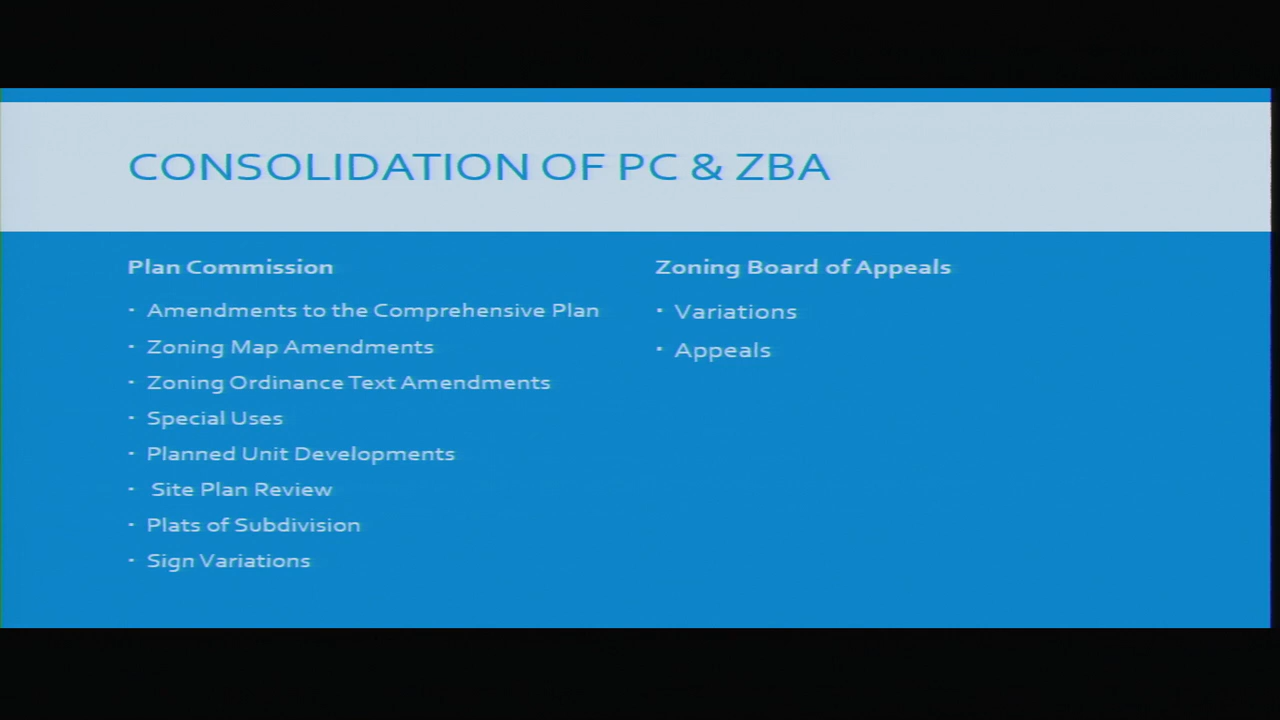 CONSOLIDATION OF PC & ZBA
Plan Commission
· Amendments to the Comprehensive Plan
· Zoning Map Amendments
· Zoning Ordinance Text Amendments
· Special Uses
· Planned Unit Developments
· Site Plan Review
· Plats of Subdivision
· Sign Variations
Zoning Board of Appeals
· Variations
· Appeals